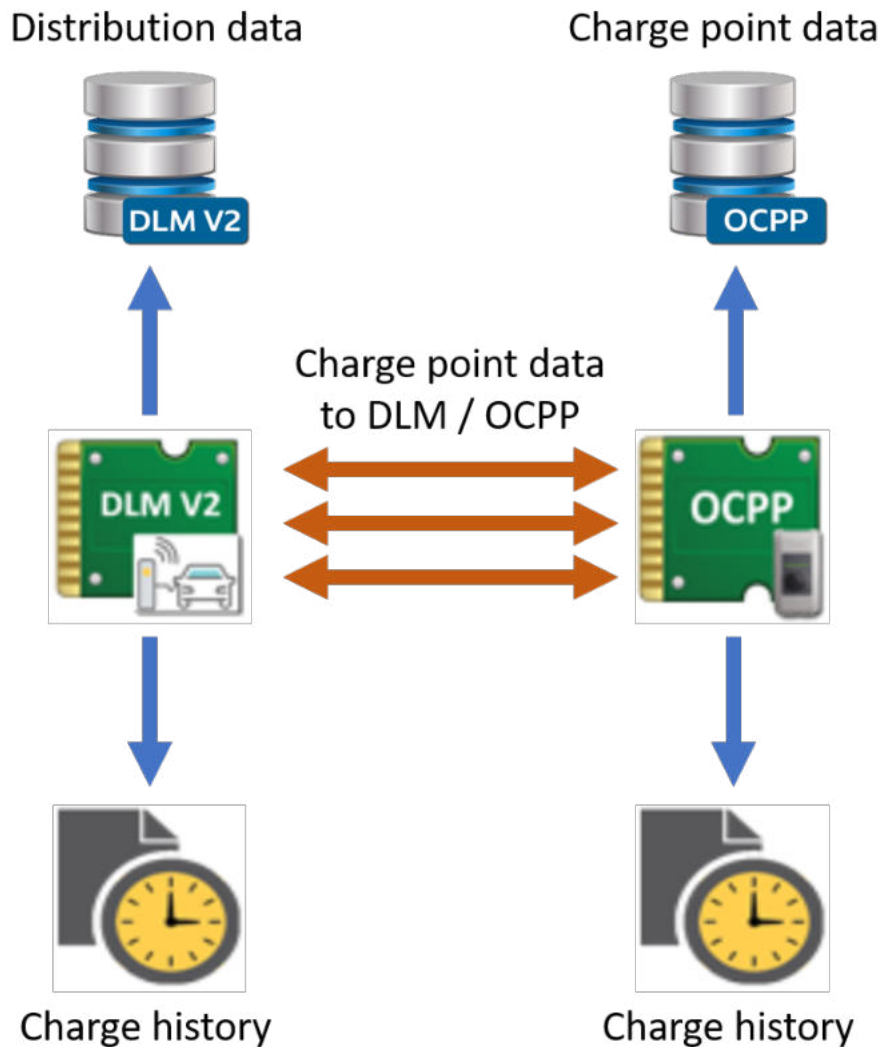 Distribution data
Charge point data
DLM V2
OCPP
Charge point data
to DLM / OCPP
DLM V2
OCPP
Charge history
Charge history